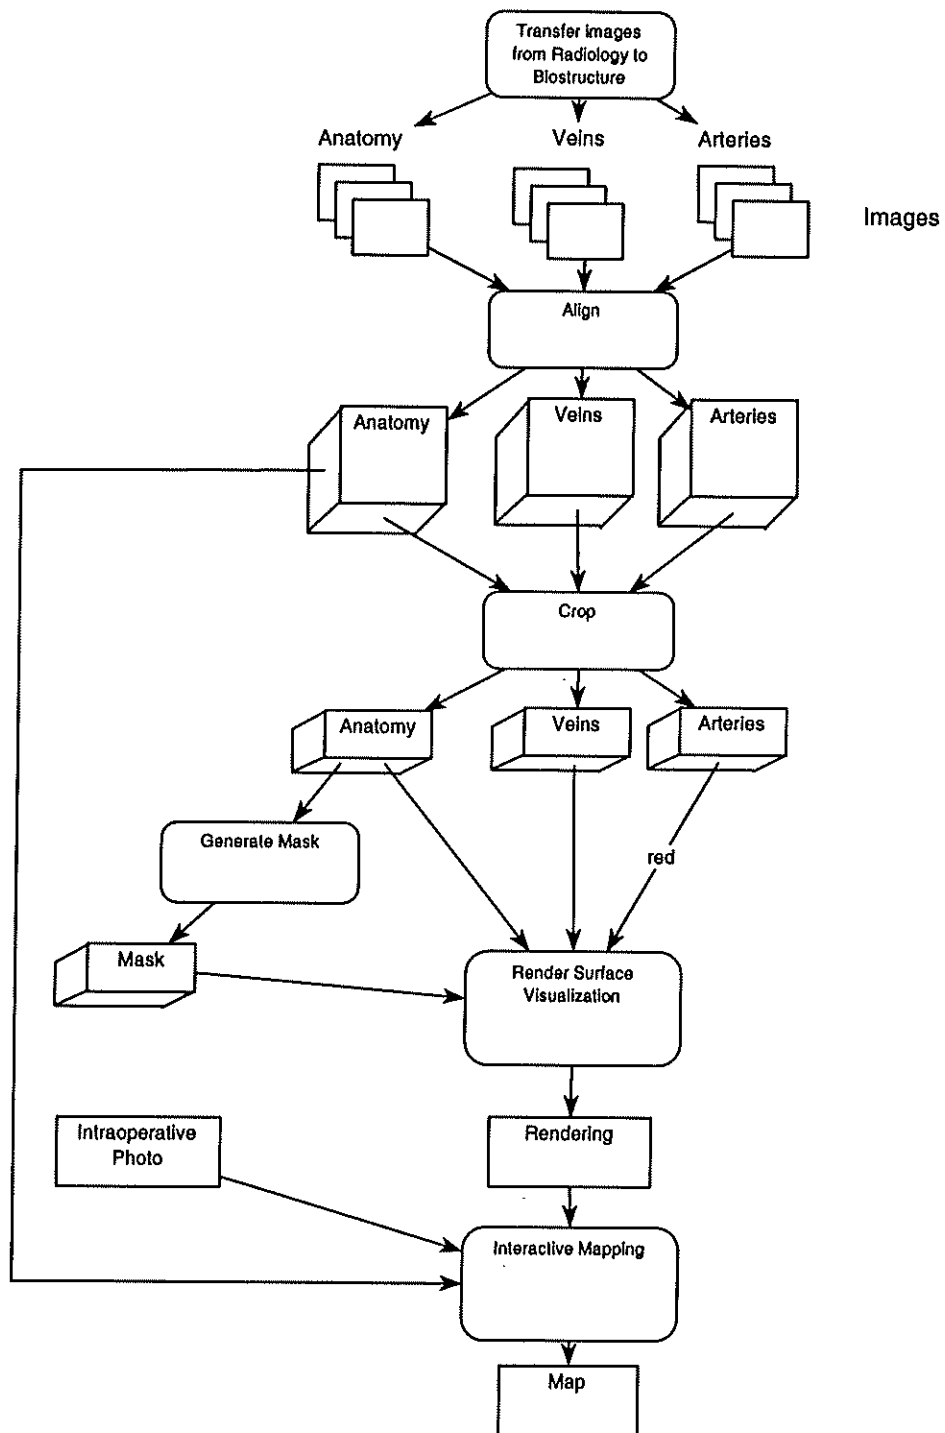 Transfer images
from Radiology to
Biostructure
Anatomy
Veins
Arteries
Images
Align
Anatomy
Veins
Arteries
Crop
Anatomy
Veins
Arteries
Generate Mask
red
Mask
Render Surface
Visualization
Intraoperative
Photo
Rendering
Interactive Mapping
Map